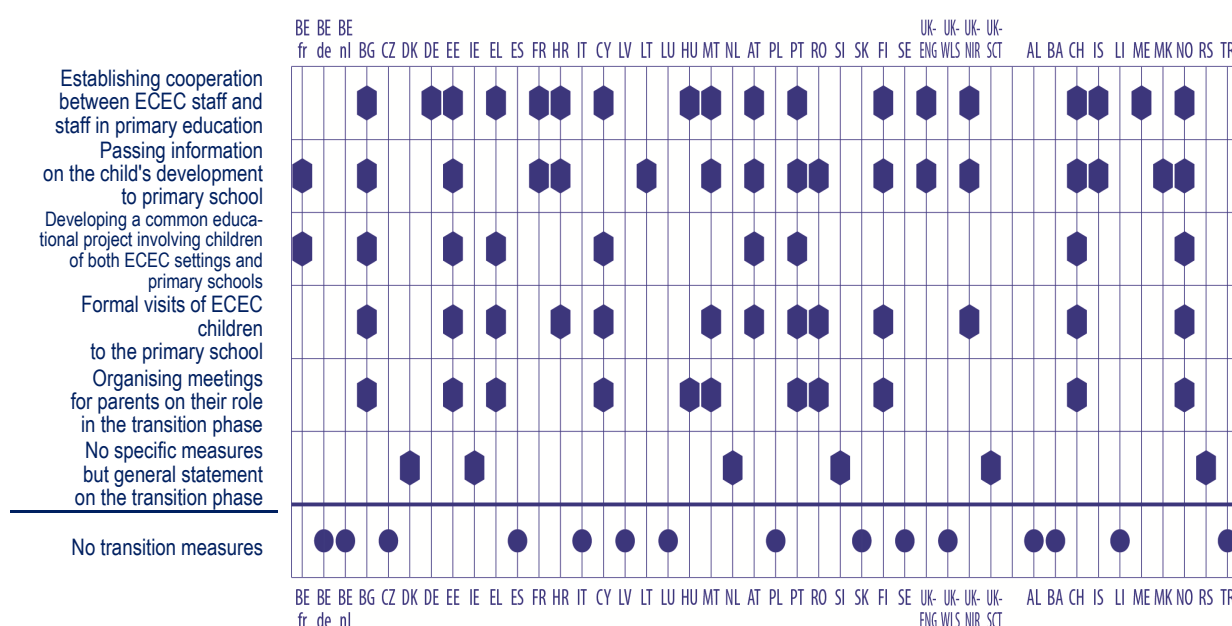 BE BE BE UK- UK- UK- UK-
fr de nl BG CZ DK DE EE IE EL ES FR HR IT CY LV LT LU HU MT NL AT PL PT RO SI SK FI SE ENG WLS NIR SCT AL BA CH IS LI ME MK NO RS TR
Establishing cooperation
between ECEC staff and
staff in primary education
Passing information
on the child's development
to primary school
Developing a common educa-
tional project involving children
of both ECEC settings and
primary schools
Formal visits of ECEC
children
to the primary school
Organising meetings
for parents on their role
in the transition phase
No specific measures
but general statement
on the transition phase
No transition measures
BE BE BE BG CZ DK DE EE IE EL ES FR HR IT CY LV LT LU HU MT NL AT PL PT RO SI SK FI SE UK- UK- UK- UK- AL BA CH IS LI ME MK NO RS TR
fr de nl ENG WLS NIR SCT